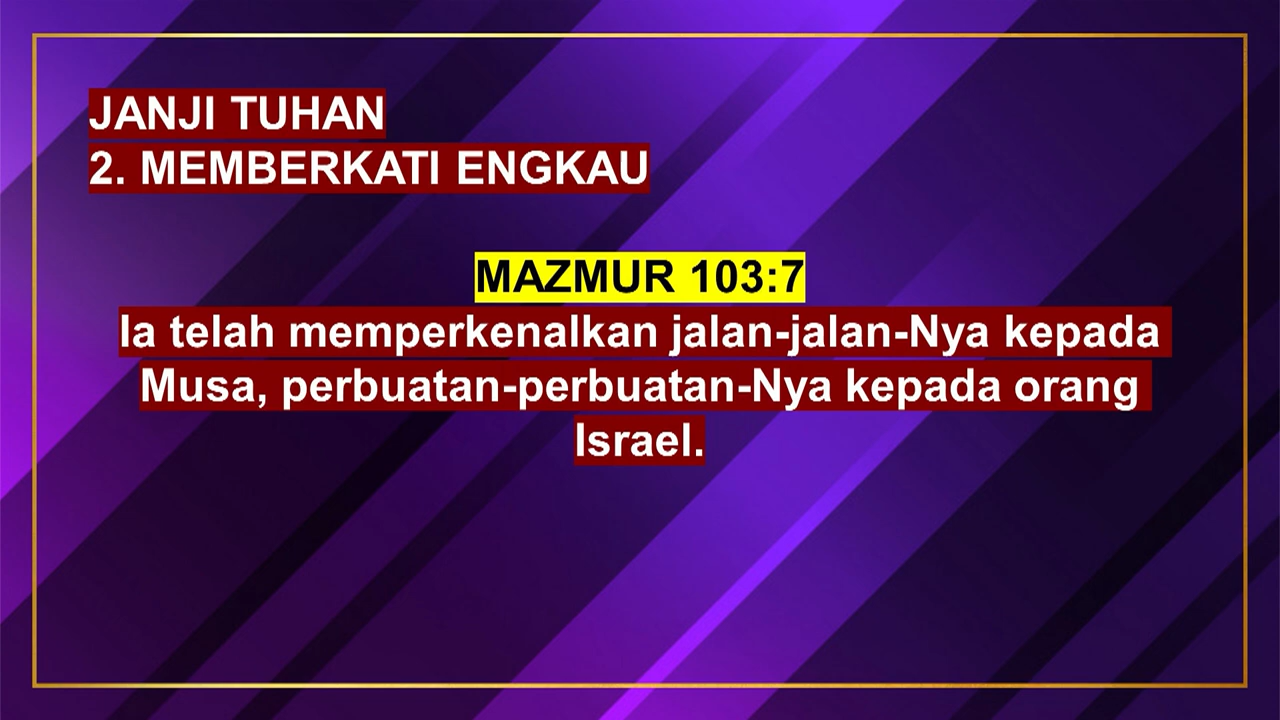 JANJI TUHAN
2. MEMBERKATI ENGKAU
MAZMUR 103:7
Ia telah memperkenalkan jalan-jalan-Nya kepada
Musa, perbuatan-perbuatan-Nya kepada orang
Israel.